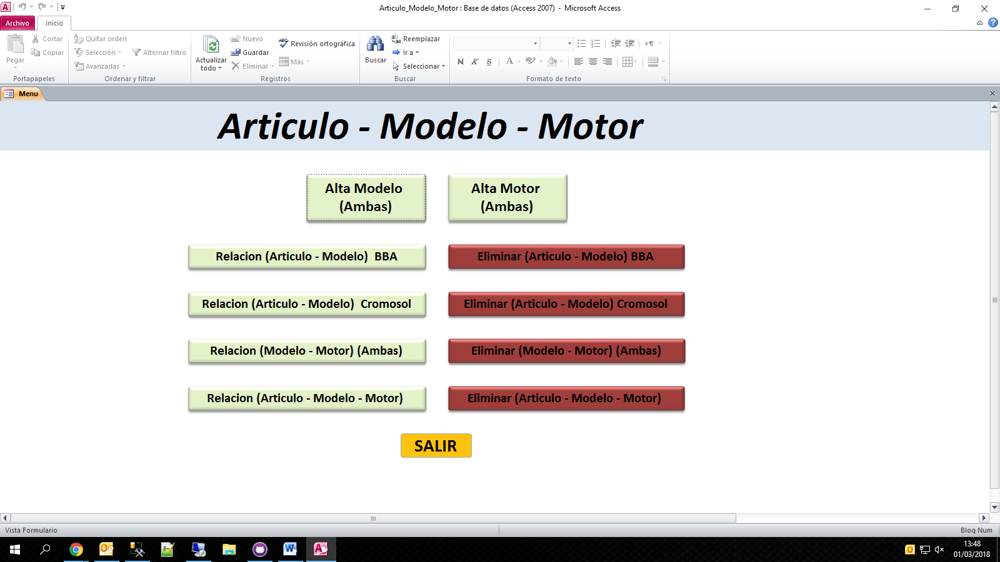 Articulo_Modelo_Motor : Base de datos (Access 2007) - Microsoft Access
Archivo
Inicio
Pegar
Cortar
Copiar
Portapapeles
Quitar orden
Selección
Alternar filtro
Avanzadas
Ordenar y filtrar
Actualizar
todo
Nuevo
Guardar
Eliminar
Revisión ortográfica
Más
Registros
Buscar
Reemplazar
Ir a
Seleccionar
Buscar
N K S
Formato de texto
Menu
Articulo - Modelo - Motor
Alta Modelo
(Ambas)
Alta Motor
(Ambas)
Relacion (Articulo - Modelo)  BBA
Eliminar (Articulo - Modelo) BBA
Relacion (Articulo - Modelo)  Cromosol
Eliminar (Articulo - Modelo) Cromosol
Relacion (Modelo - Motor) (Ambas)
Eliminar (Modelo - Motor) (Ambas)
Relacion (Articulo - Modelo - Motor)
Eliminar (Articulo - Modelo - Motor)
SALIR
Vista Formulario
Bloq Num
13:48
01/03/2018